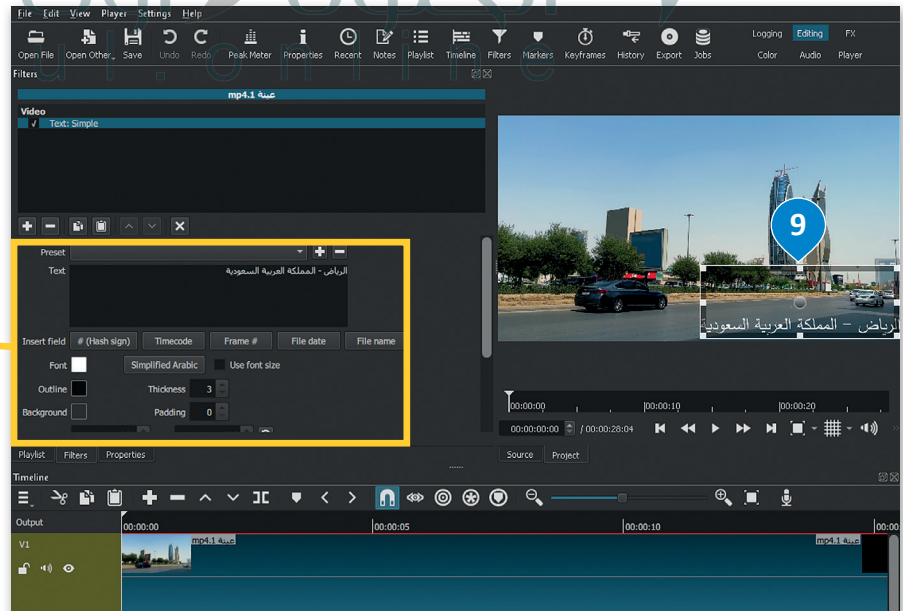 File Edit View Player Settings Help
Open File Open Other.. Save Undo Redo Peak Meter Properties Recent Notes Playlist Timeline Filters Markers Keyframes History Export Jobs
Logging Editing FX
Color Audio Player
Filters
عينة 1.mp4
Video
Text: Simple
9
Preset
Text
الرياض - المملكة العربية السعودية
الرياض – المملكة العربية السعودية
Insert field # (Hash sign) Timecode Frame # File date File name
Font Simplified Arabic Use font size
Outline Thickness 3
Background Padding 0
00:00:00 00:00:10 00:00:20
00:00:00:00 / 00:00:28:04
Playlist Filters Properties
Source Project
Timeline
Output 00:00:00 00:00:05 00:00:10 00:00
V1
عينة 1.mp4
عينة 1.mp4